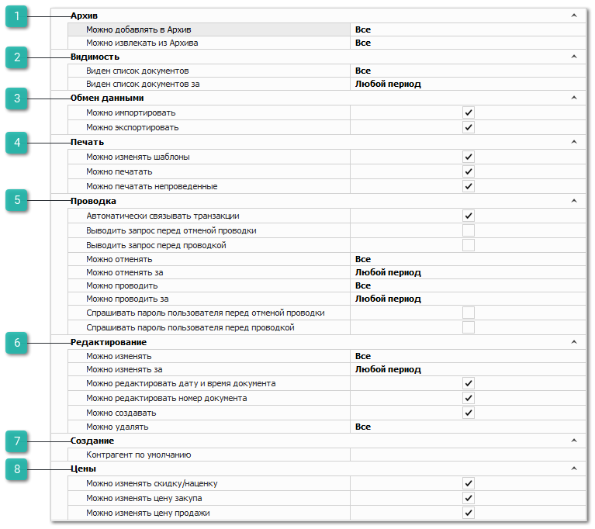 1 Архив
Можно добавлять в Архив Все
Можно извлекать из Архива Все
2 Видимость
Виден список документов Все
Виден список документов за Любой период
3 Обмен данными
Можно импортировать
Можно экспортировать
4 Печать
Можно изменять шаблоны
Можно печатать
Можно печатать непроведенные
5 Проводка
Автоматически связывать транзакции
Выводить запрос перед отменой проводки
Выводить запрос перед проводкой
Можно отменять Все
Можно отменять за Любой период
Можно проводить Все
Можно проводить за Любой период
Спрашивать пароль пользователя перед отменой проводки
Спрашивать пароль пользователя перед проводкой
6 Редактирование
Можно изменять Все
Можно изменять за Любой период
Можно редактировать дату и время документа
Можно редактировать номер документа
Можно создавать
Можно удалять Все
7 Создание
Контрагент по умолчанию
8 Цены
Можно изменять скидку/наценку
Можно изменять цену закупа
Можно изменять цену продажи